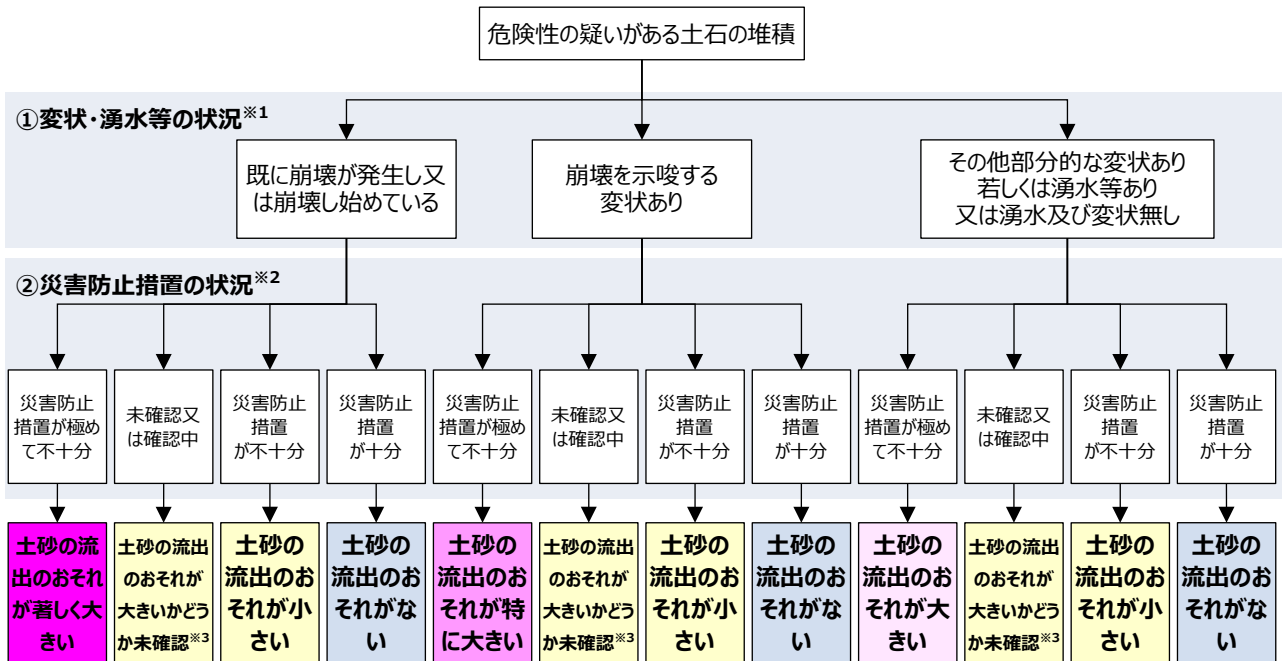 危険性の疑いがある土石の堆積
①変状・湧水等の状況※1
既に崩壊が発生し又
は崩壊し始めている
崩壊を示唆する
変状あり
その他部分的な変状あり
若しくは湧水等あり
又は湧水及び変状無し
②災害防止措置の状況※2
災害防止
措置が極め
て不十分
未確認又
は確認中
災害防止
措置
が不十分
災害防止
措置
が十分
災害防止
措置が極め
て不十分
未確認又
は確認中
災害防止
措置
が不十分
災害防止
措置
が十分
災害防止
措置が極め
て不十分
未確認又
は確認中
災害防止
措置
が不十分
災害防止
措置
が十分
土砂の流
出のおそれ
が著しく大
きい
土砂の流出
のおそれが
大きいかどう
か未確認※3
土砂の
流出のお
それが小
さい
土砂の
流出のお
それがな
い
土砂の
流出のお
それが特
に大きい
土砂の流出
のおそれが
大きいかどう
か未確認※3
土砂の
流出のお
それが小
さい
土砂の
流出のお
それがな
い
土砂の
流出のお
それが大
きい
土砂の流出
のおそれが
大きいかどう
か未確認※3
土砂の
流出のお
それが小
さい
土砂の
流出のお
それがな
い